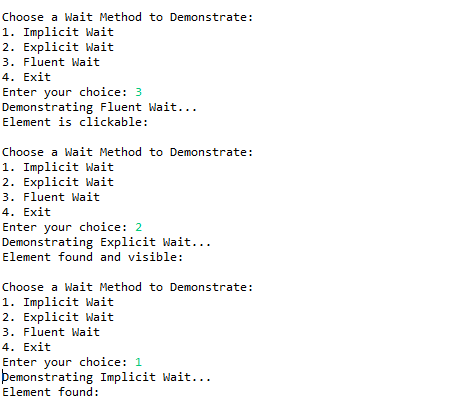 Choose a Wait Method to Demonstrate:
1. Implicit Wait
2. Explicit Wait
3. Fluent Wait
4. Exit
Enter your choice: 3
Demonstrating Fluent Wait...
Element is clickable:
Choose a Wait Method to Demonstrate:
1. Implicit Wait
2. Explicit Wait
3. Fluent Wait
4. Exit
Enter your choice: 2
Demonstrating Explicit Wait...
Element found and visible:
Choose a Wait Method to Demonstrate:
1. Implicit Wait
2. Explicit Wait
3. Fluent Wait
4. Exit
Enter your choice: 1
Demonstrating Implicit Wait...
Element found: